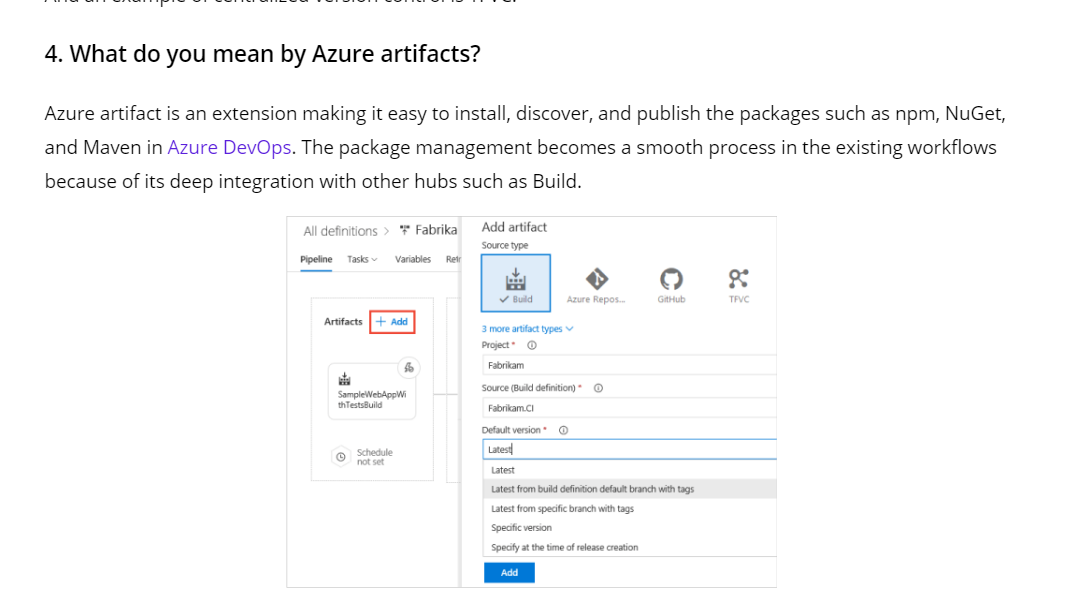 4. What do you mean by Azure artifacts?
Azure artifact is an extension making it easy to install, discover, and publish the packages such as npm, NuGet,
and Maven in Azure DevOps. The package management becomes a smooth process in the existing workflows
because of its deep integration with other hubs such as Build.
All definitions > Fabrika
Pipeline Tasks Variables Retr
Artifacts + Add
SampleWebAppWi
thTestsBuild
Schedule
not set
Add artifact
Source type
Build Azure Repos... GitHub TFVC
3 more artifact types
Project *
Fabrikam
Source (Build definition) *
Fabrikam.CI
Default version *
Latest
Latest
Latest from build definition default branch with tags
Latest from specific branch with tags
Specific version
Specify at the time of release creation
Add